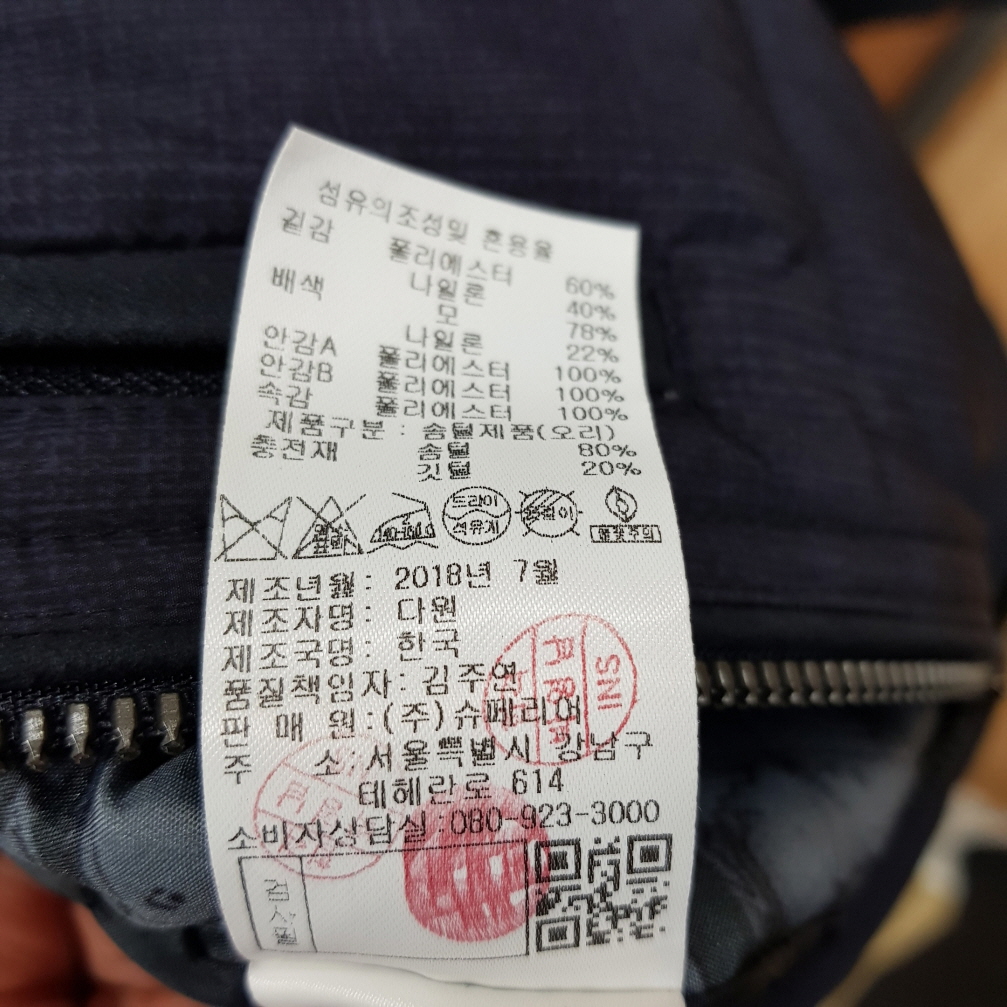 섬유의조성및 혼용율
겉감 폴리에스터 60%
나일론 40%
배색 모 78%
나일론 22%
안감A 폴리에스터 100%
안감B 폴리에스터 100%
속감 폴리에스터 100%
제품구분 : 솜털제품(오리)
충전재 솜털 80%
깃털 20%
드라이
석유계
제조년월: 2018년 7월
제조자명: 다원
제조국명: 한국
품질책임자: 김주연
판 매 원:(주)슈페리어
주 소:서울특별시 강남구
테헤란로 614
소비자상담실:080-923-3000